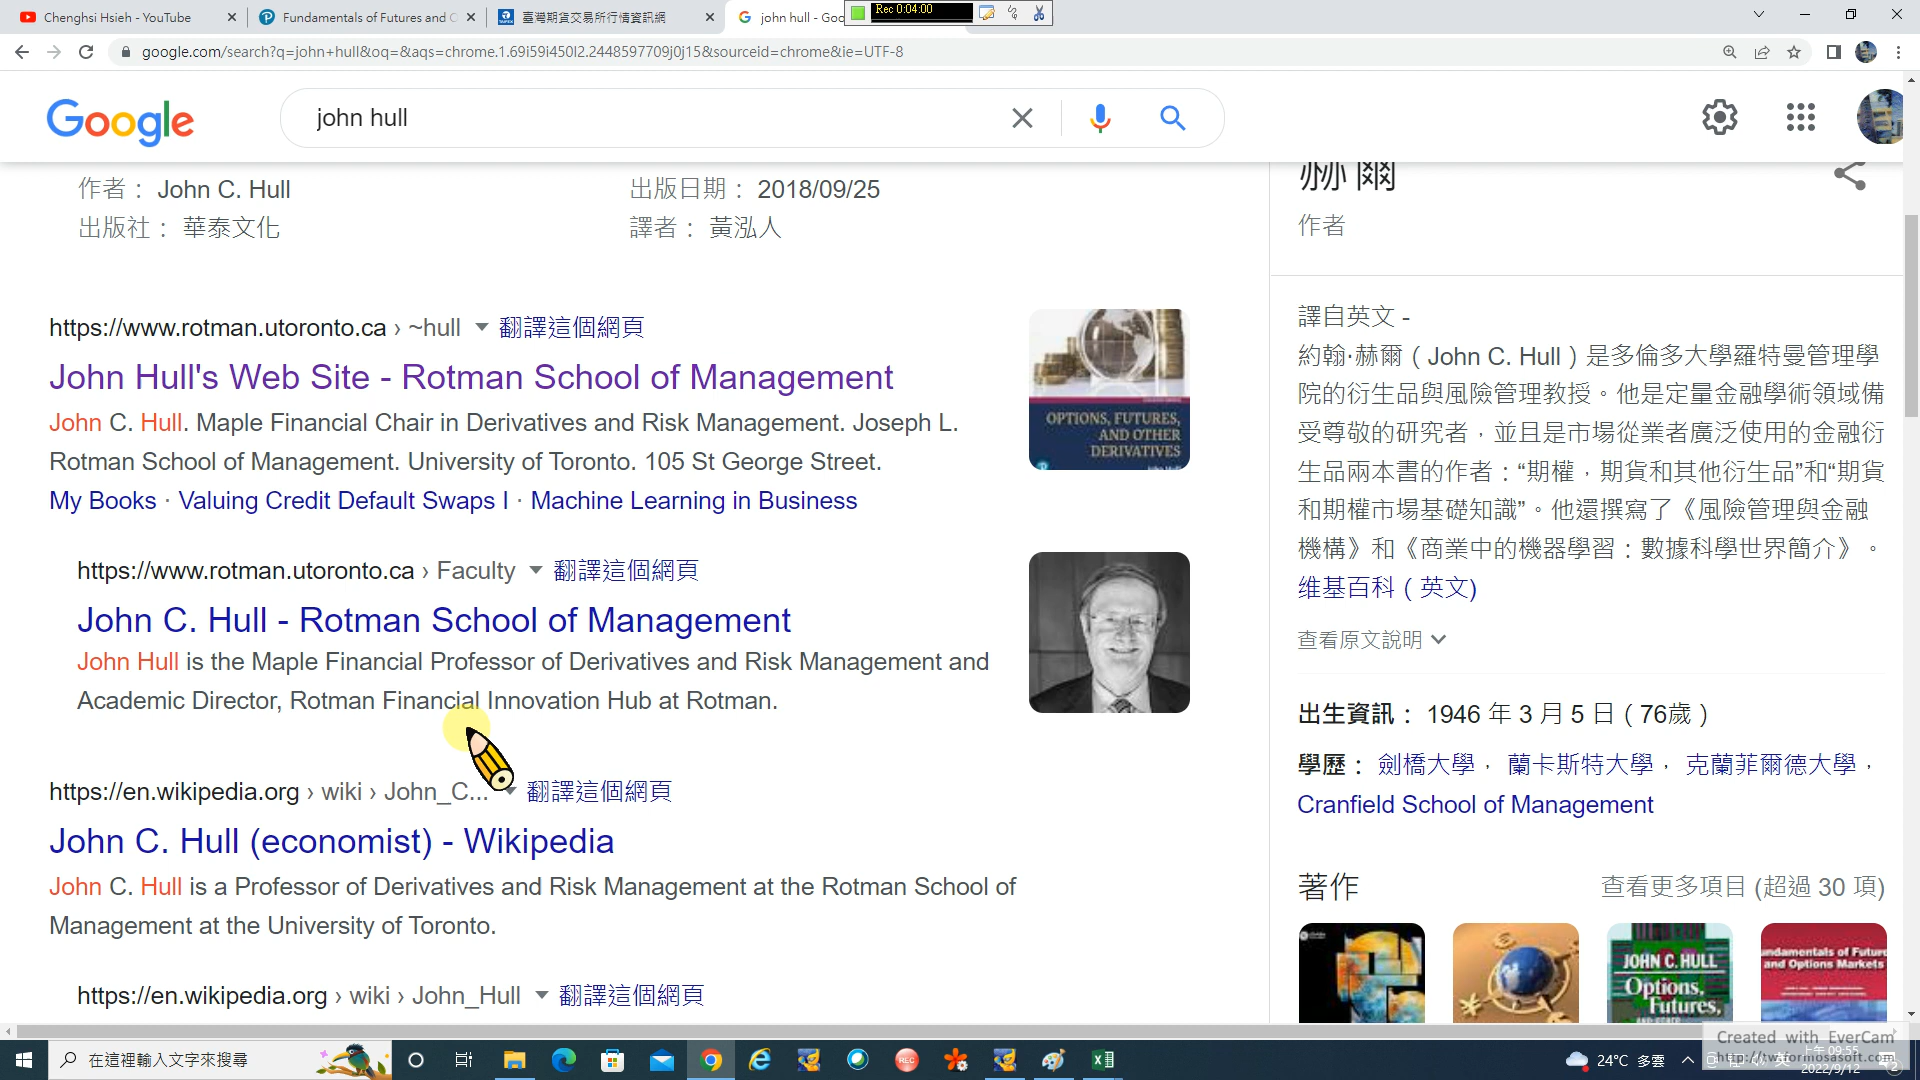 Chenghsi Hsieh - YouTube
Fundamentals of Futures and O
臺灣期貨交易所行情資訊網
john hull - Goo
Rec 0:04:00
google.com/search?q=john+hull&oq=&aqs=chrome.1.69i59i450l2.2448597709j0j15&sourceid=chrome&ie=UTF-8
Google
john hull
作者： John C. Hull
出版日期： 2018/09/25
出版社： 華泰文化
譯者： 黃泓人
https://www.rotman.utoronto.ca › ~hull 翻譯這個網頁
John Hull's Web Site - Rotman School of Management
John C. Hull. Maple Financial Chair in Derivatives and Risk Management. Joseph L.
Rotman School of Management. University of Toronto. 105 St George Street.
My Books · Valuing Credit Default Swaps I · Machine Learning in Business
OPTIONS, FUTURES,
AND OTHER
DERIVATIVES
https://www.rotman.utoronto.ca › Faculty 翻譯這個網頁
John C. Hull - Rotman School of Management
John Hull is the Maple Financial Professor of Derivatives and Risk Management and
Academic Director, Rotman Financial Innovation Hub at Rotman.
https://en.wikipedia.org › wiki › John_C... 翻譯這個網頁
John C. Hull (economist) - Wikipedia
John C. Hull is a Professor of Derivatives and Risk Management at the Rotman School of
Management at the University of Toronto.
https://en.wikipedia.org › wiki › John_Hull 翻譯這個網頁
赫爾
作者
譯自英文 -
約翰·赫爾（John C. Hull）是多倫多大學羅特曼管理學
院的衍生品與風險管理教授。他是定量金融學術領域備
受尊敬的研究者，並且是市場從業者廣泛使用的金融衍
生品兩本書的作者：“期權，期貨和其他衍生品”和“期貨
和期權市場基礎知識”。他還撰寫了《風險管理與金融
機構》和《商業中的機器學習：數據科學世界簡介》。
維基百科（英文)
查看原文說明
出生資訊： 1946 年 3 月 5 日（76歲）
學歷： 劍橋大學， 蘭卡斯特大學， 克蘭菲爾德大學，
Cranfield School of Management
著作
查看更多項目 (超過 30 項)
JOHN C. HULL
Options,
Futures,
undamentals of Future
and Options Markets
Created with EverCam
http://twformosasoft.com
在這裡輸入文字來搜尋
REC
24°C 多雲
英
上午 09:55
2022/9/12
2